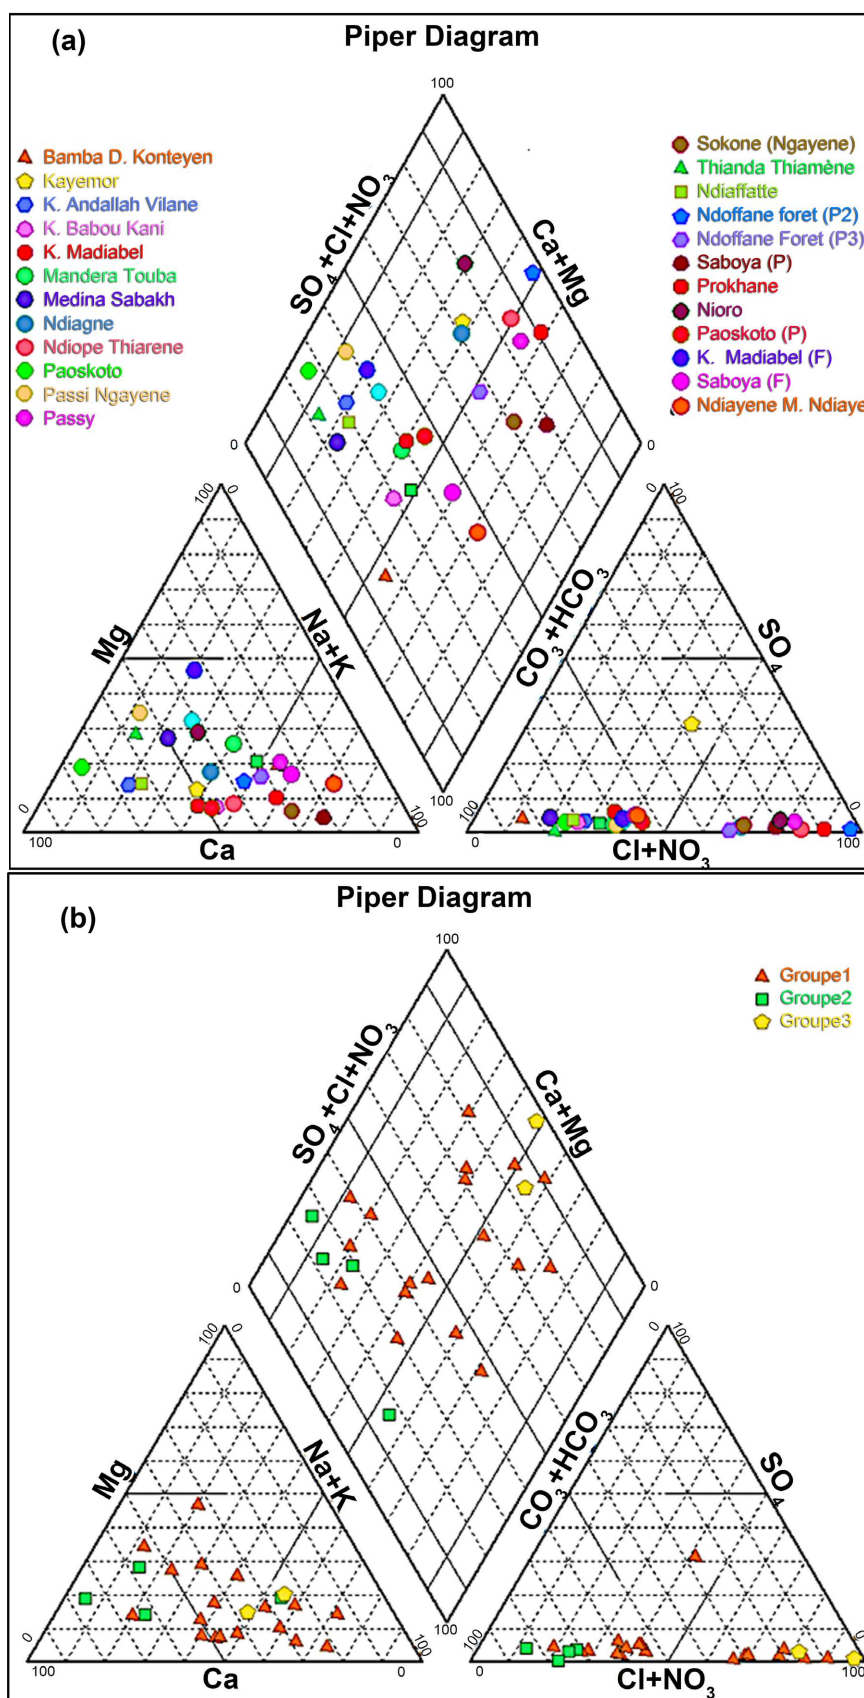 (a)
Piper Diagram
100
Bamba D. Konteyen
Kayemor
K. Andallah Vilane
K. Babou Kani
K. Madiabel
Mandera Touba
Medina Sabakh
Ndiagne
Ndiope Thiarene
Paoskoto
Passi Ngayene
Passy
Sokone (Ngayene)
Thianda Thiamène
Ndiaffatte
Ndoffane foret (P2)
Ndoffane Foret (P3)
Saboya (P)
Prokhane
Nioro
Paoskoto (P)
K. Madiabel (F)
Saboya (F)
Ndiayene M. Ndiaye
SO4+Cl+NO3
Ca+Mg
0
0
100
0
0
100
Mg
Na+K
CO3+HCO3
SO4
0
100
100
0
100
0
0
100
Ca
Cl+NO3
(b)
Piper Diagram
100
Groupe1
Groupe2
Groupe3
SO4+Cl+NO3
Ca+Mg
0
0
100
0
0
100
Mg
Na+K
CO3+HCO3
SO4
0
100
100
0
100
100
0
0
100
Ca
Cl+NO3